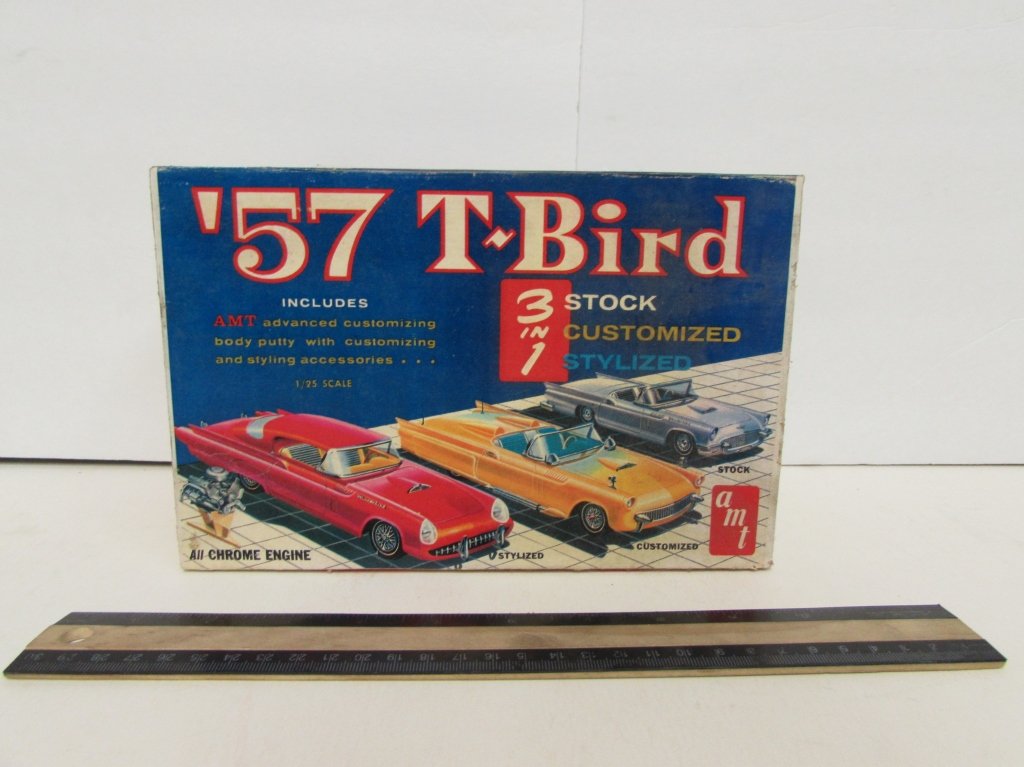 '57 T-Bird
INCLUDES
AMT advanced customizing
body putty with customizing
and styling accessories . . .
1/25 SCALE
3 IN 1
STOCK
CUSTOMIZED
STYLIZED
STOCK
CUSTOMIZED
STYLIZED
All CHROME ENGINE
amt